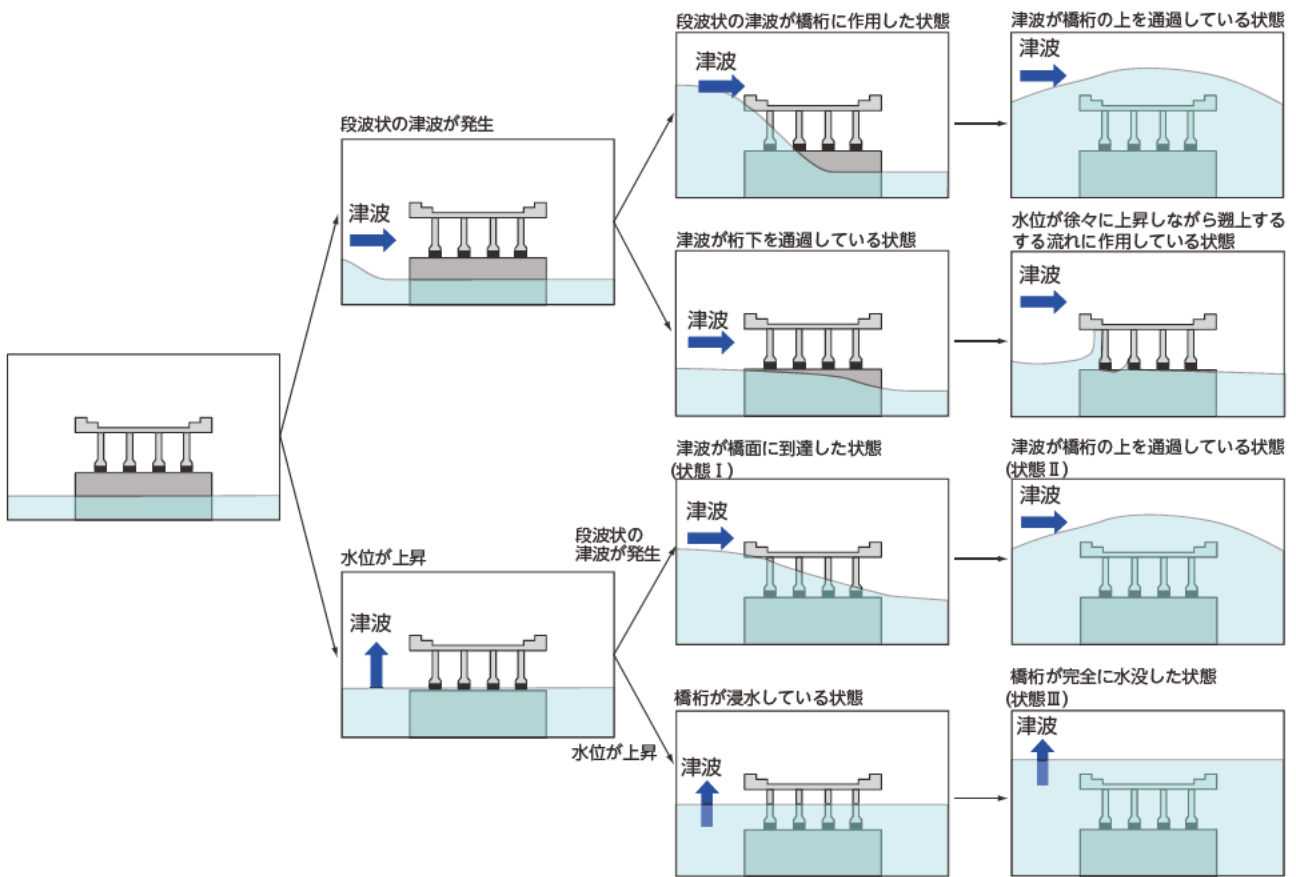 段波状の津波が発生
津波
段波状の津波が橋桁に作用した状態
津波
津波が橋桁の上を通過している状態
津波
津波が桁下を通過している状態
津波
水位が徐々に上昇しながら遡上する
する流れに作用している状態
津波
水位が上昇
津波
段波状の
津波が発生
津波が橋面に到達した状態
(状態Ⅰ)
津波
津波が橋桁の上を通過している状態
(状態Ⅱ)
津波
水位が上昇
橋桁が浸水している状態
津波
橋桁が完全に水没した状態
(状態Ⅲ)
津波